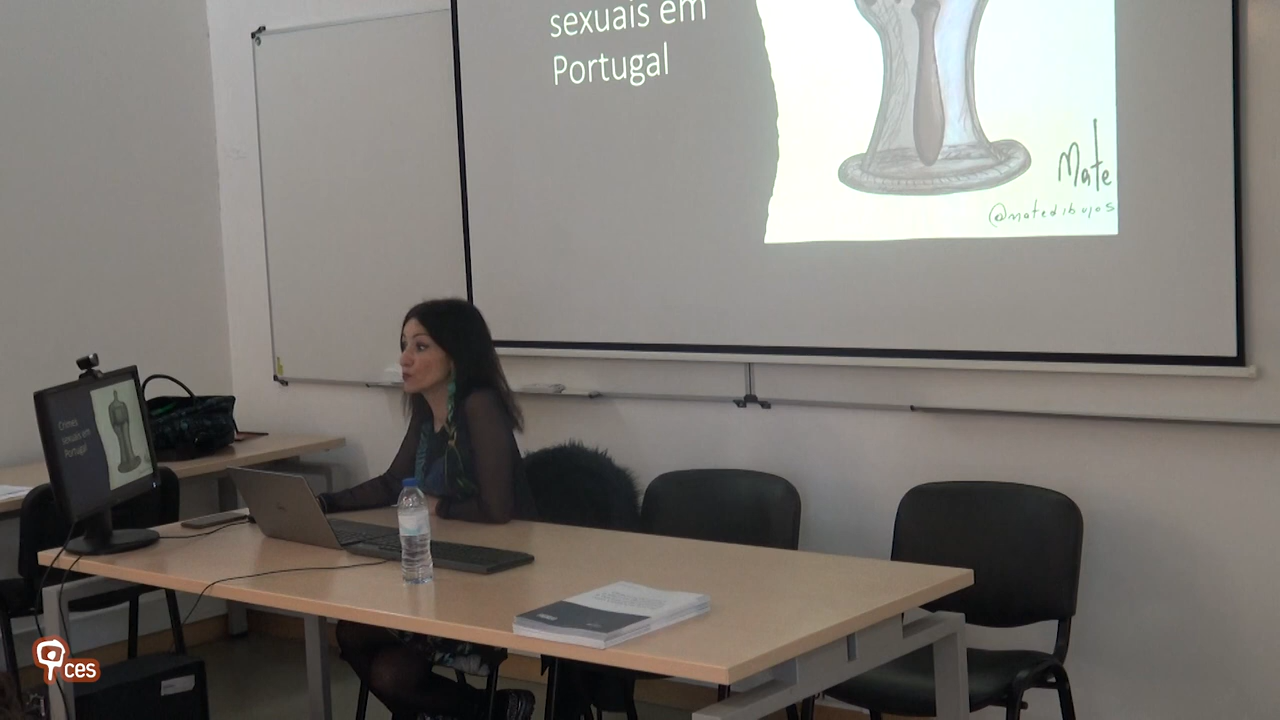 sexuais em
Portugal
Mate
@matedibujos
Crimes
sexuais em
Portugal
ces